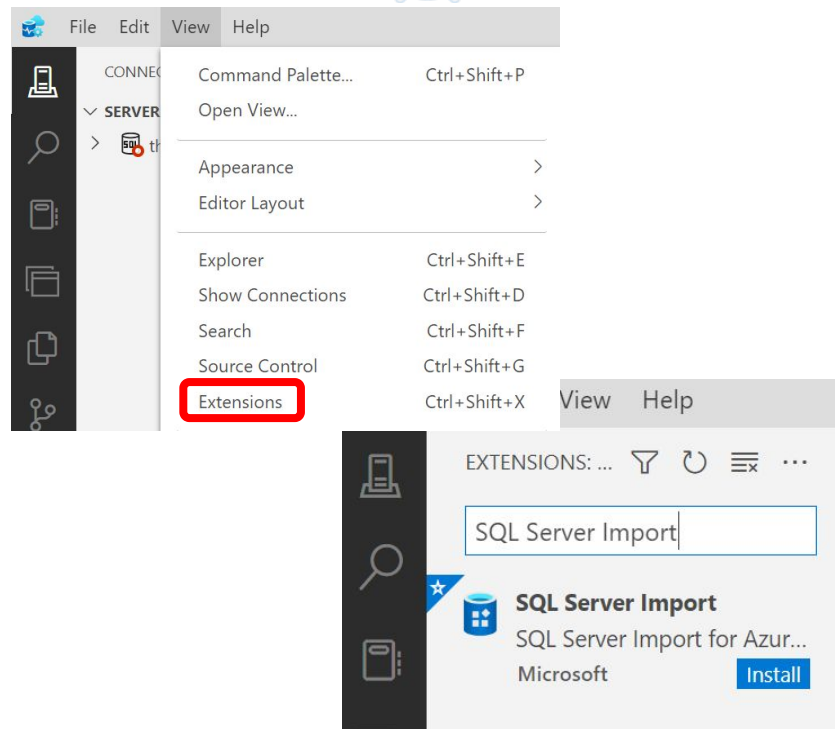 File Edit View Help
CONNEC
SERVER
th
Command Palette... Ctrl+Shift+P
Open View...
Appearance
Editor Layout
Explorer Ctrl+Shift+E
Show Connections Ctrl+Shift+D
Search Ctrl+Shift+F
Source Control Ctrl+Shift+G
Extensions Ctrl+Shift+X
View Help
EXTENSIONS: ...
SQL Server Import
SQL Server Import
SQL Server Import for Azur...
Microsoft Install